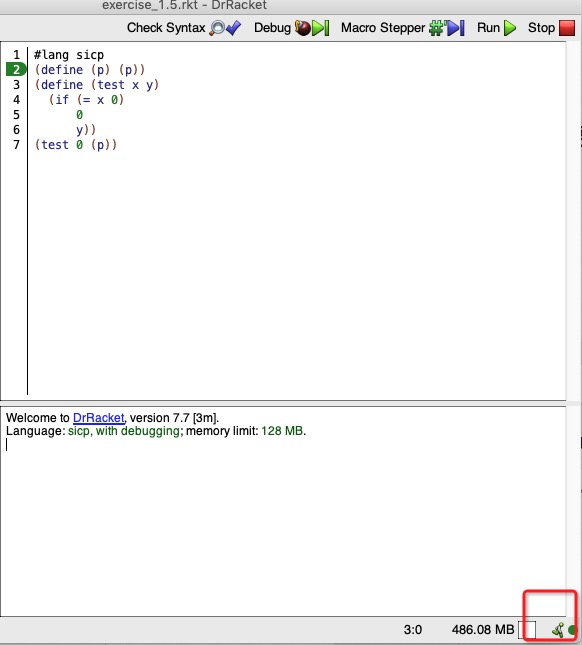 exercise_1.5.rkt - DrRacket
Check Syntax Debug Macro Stepper Run Stop
1 #lang sicp
2 (define (p) (p))
3 (define (test x y)
4 (if (= x 0)
5 0
6 y))
7 (test 0 (p))
Welcome to DrRacket, version 7.7 [3m].
Language: sicp, with debugging; memory limit: 128 MB.
3:0 486.08 MB